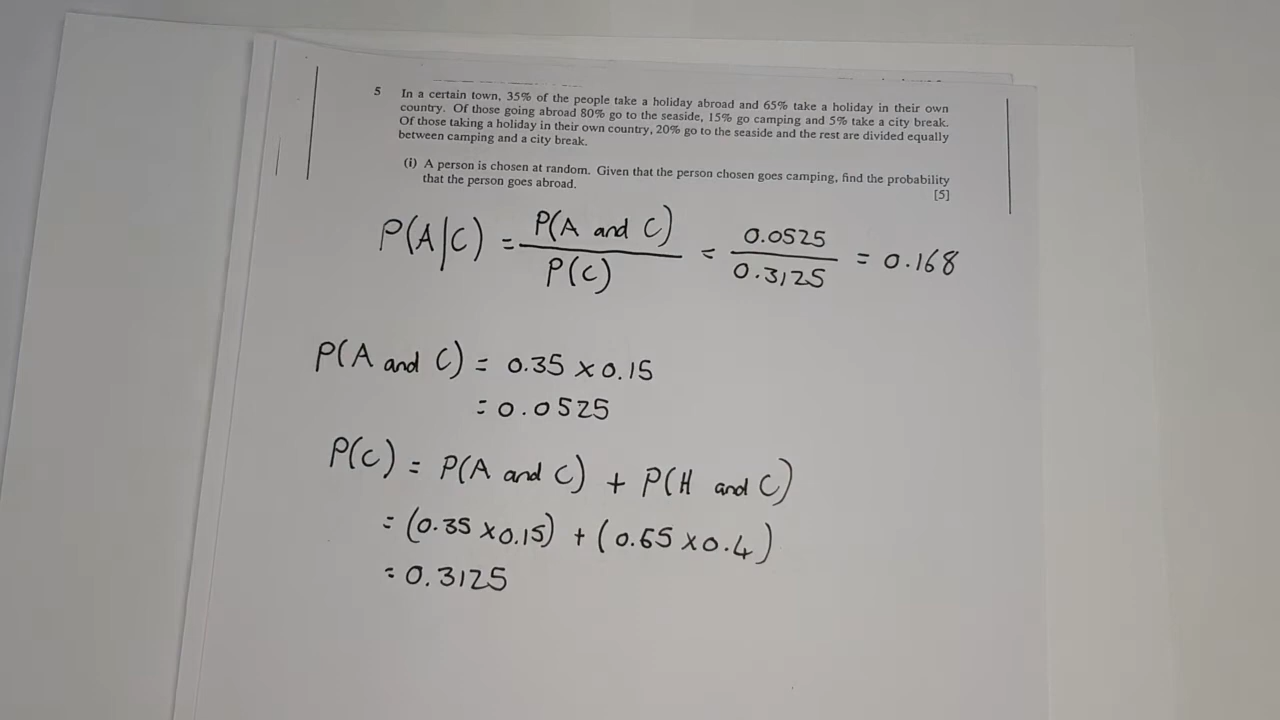 5 In a certain town, 35% of the people take a holiday abroad and 65% take a holiday in their own
country. Of those going abroad 80% go to the seaside, 15% go camping and 5% take a city break.
Of those taking a holiday in their own country, 20% go to the seaside and the rest are divided equally
between camping and a city break.
(i) A person is chosen at random. Given that the person chosen goes camping, find the probability
that the person goes abroad.
[5]
P(A|C) = P(A and C) / P(C) = 0.0525 / 0.3125 = 0.168
P(A and C) = 0.35 × 0.15
= 0.0525
P(C) = P(A and C) + P(H and C)
= (0.35 × 0.15) + (0.65 × 0.4)
= 0.3125